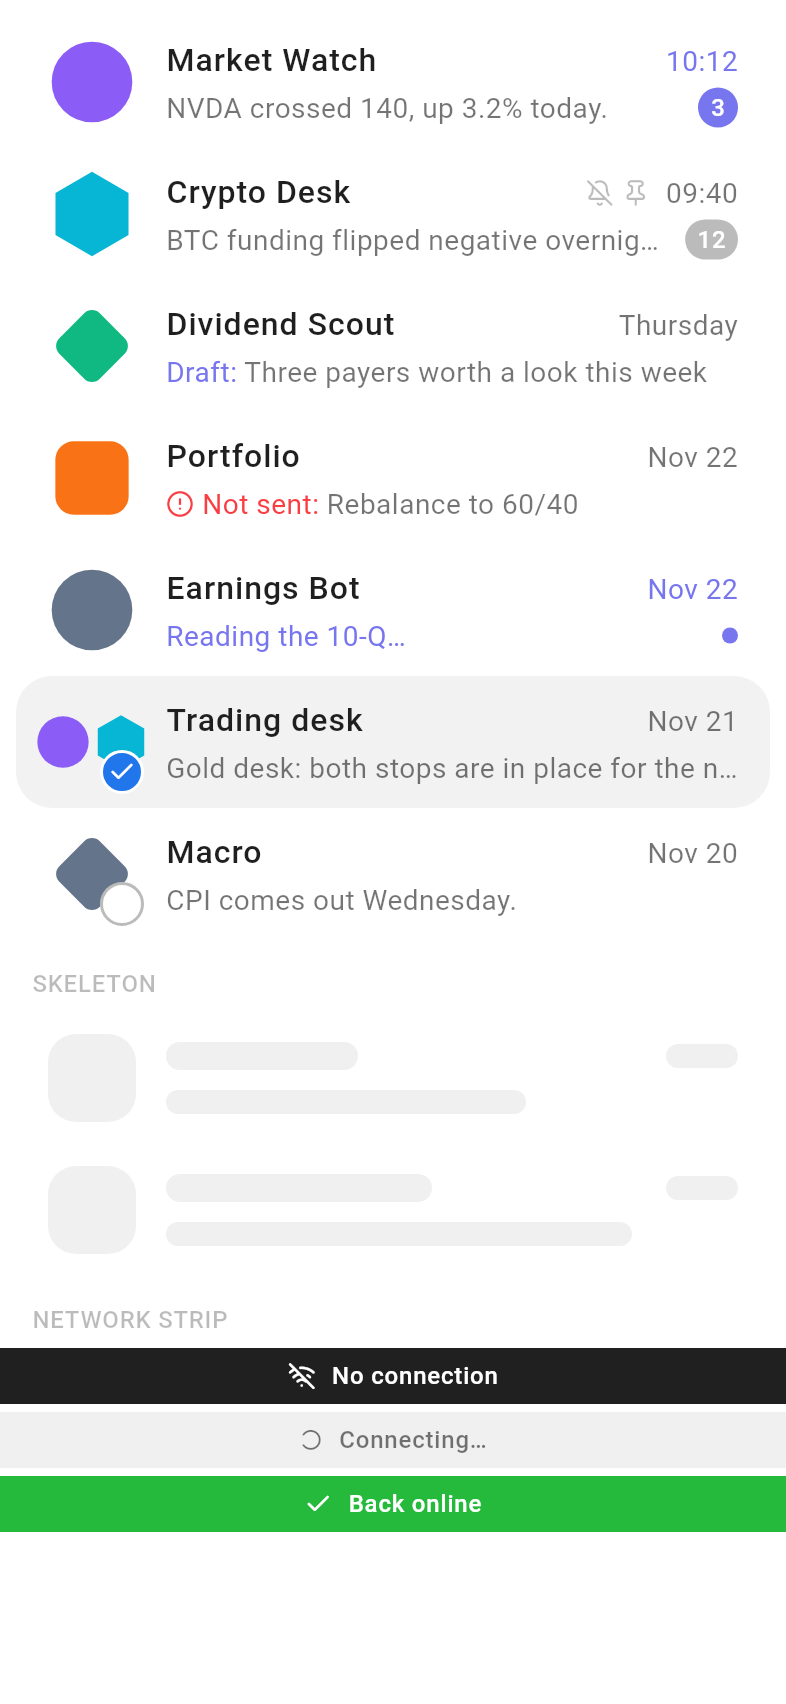 Market Watch 10:12
NVDA crossed 140, up 3.2% today. 3
Crypto Desk 09:40
BTC funding flipped negative overnig… 12
Dividend Scout Thursday
Draft: Three payers worth a look this week
Portfolio Nov 22
Not sent: Rebalance to 60/40
Earnings Bot Nov 22
Reading the 10-Q…
Trading desk Nov 21
Gold desk: both stops are in place for the n…
Macro Nov 20
CPI comes out Wednesday.
SKELETON
NETWORK STRIP
No connection
Connecting…
Back online